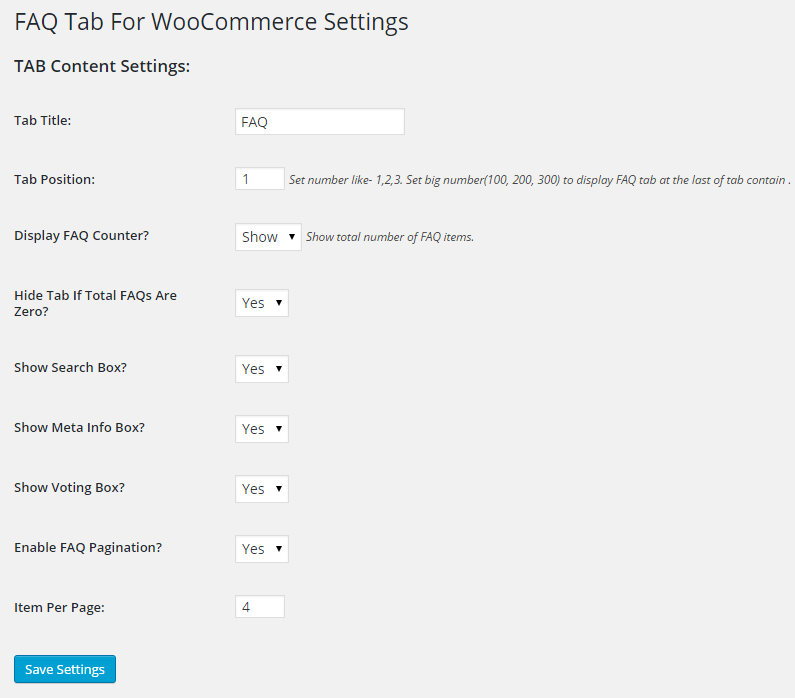 FAQ Tab For WooCommerce Settings
TAB Content Settings:
Tab Title: FAQ
Tab Position: 1 Set number like- 1,2,3. Set big number(100, 200, 300) to display FAQ tab at the last of tab contain .
Display FAQ Counter? Show Show total number of FAQ items.
Hide Tab If Total FAQs Are
Zero? Yes
Show Search Box? Yes
Show Meta Info Box? Yes
Show Voting Box? Yes
Enable FAQ Pagination? Yes
Item Per Page: 4
Save Settings